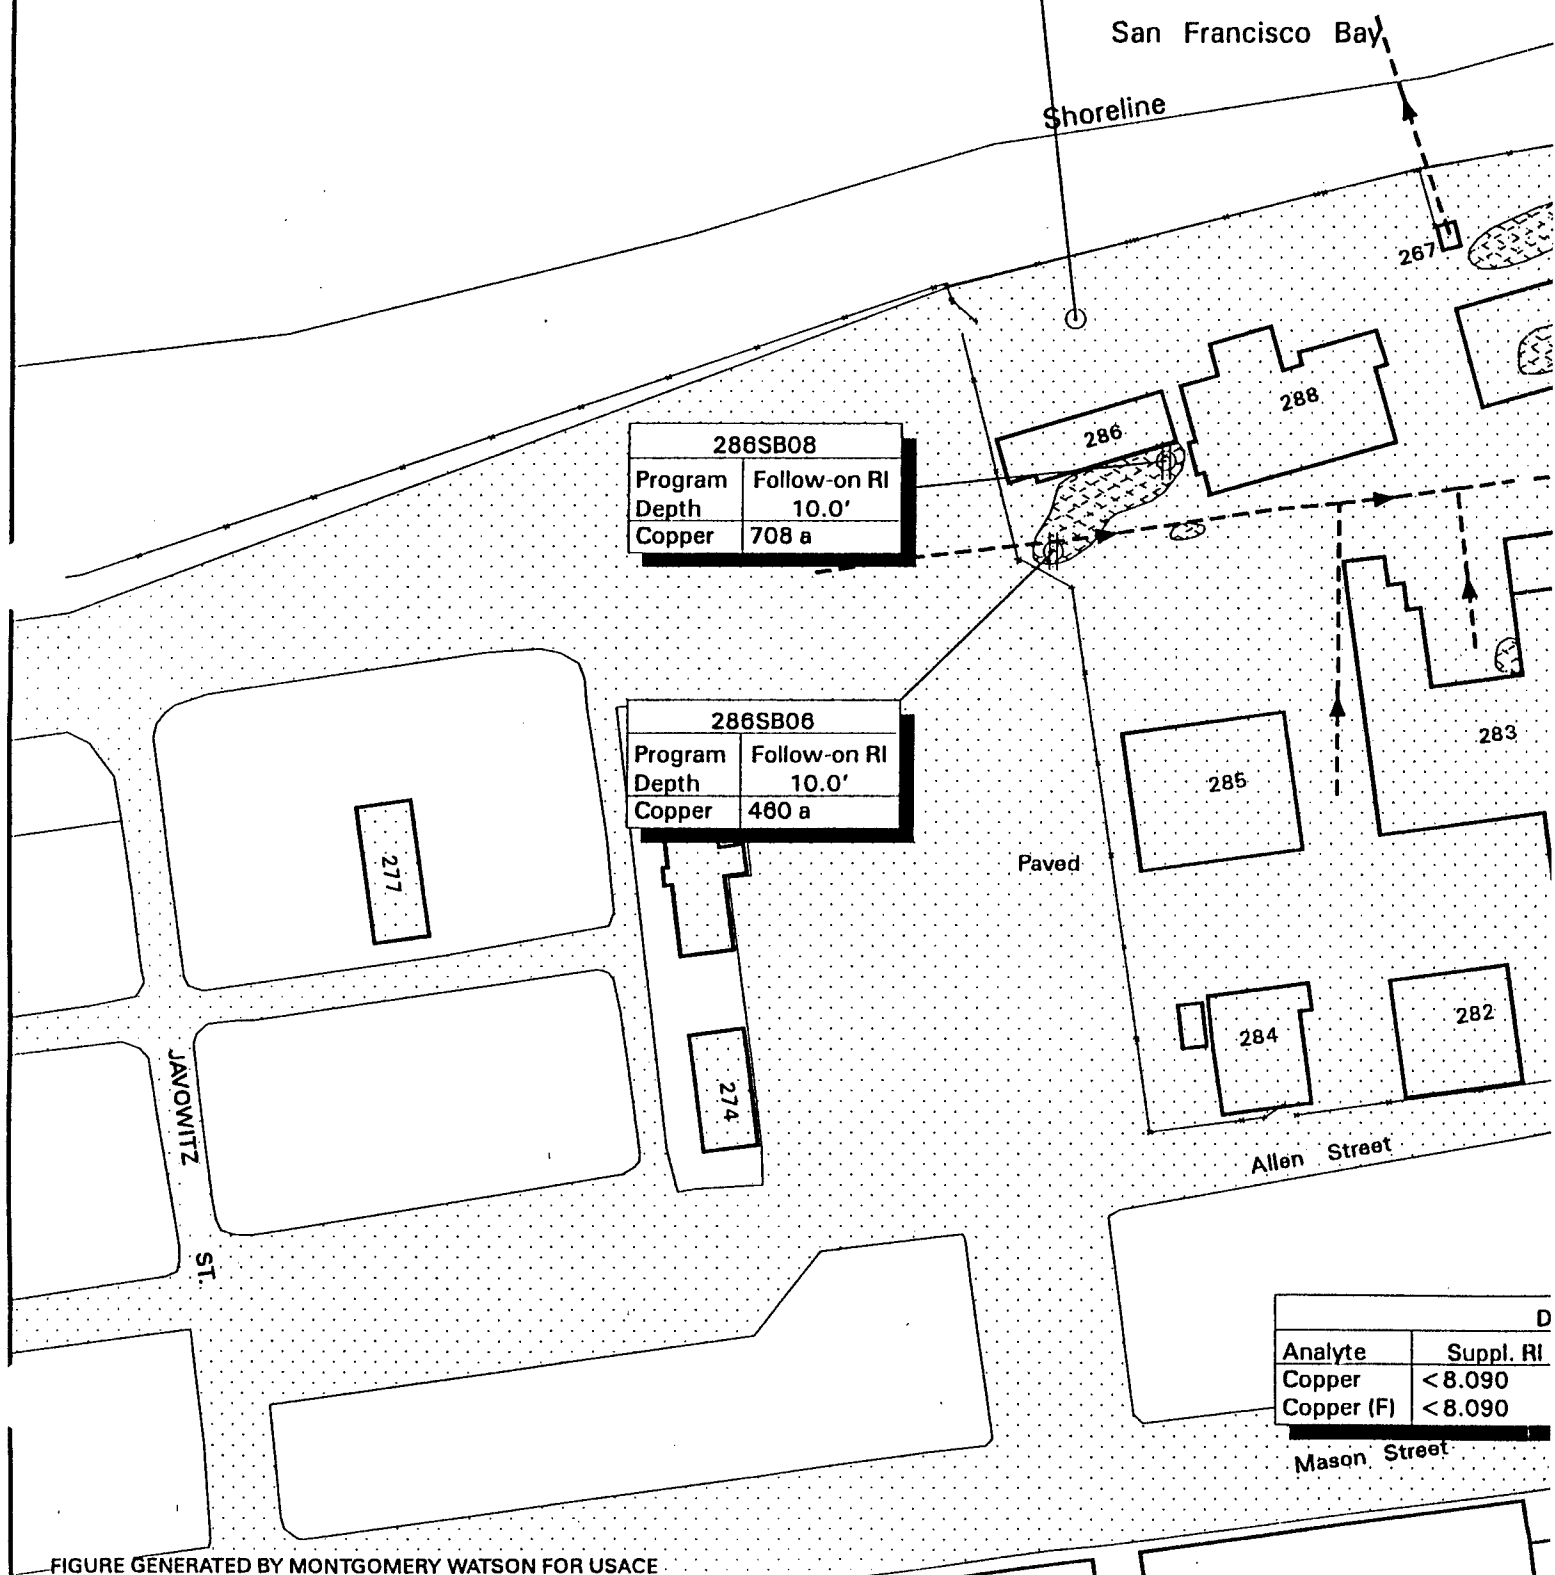 San Francisco Bay
Shoreline
267
288
286
286SB08
Program Follow-on RI
Depth 10.0'
Copper 708 a
286SB06
Program Follow-on RI
Depth 10.0'
Copper 460 a
283
285
277
Paved
282
284
274
JAVOWITZ
ST.
Allen Street
D
Analyte Suppl. RI
Copper <8.090
Copper (F) <8.090
Mason Street
FIGURE GENERATED BY MONTGOMERY WATSON FOR USACE